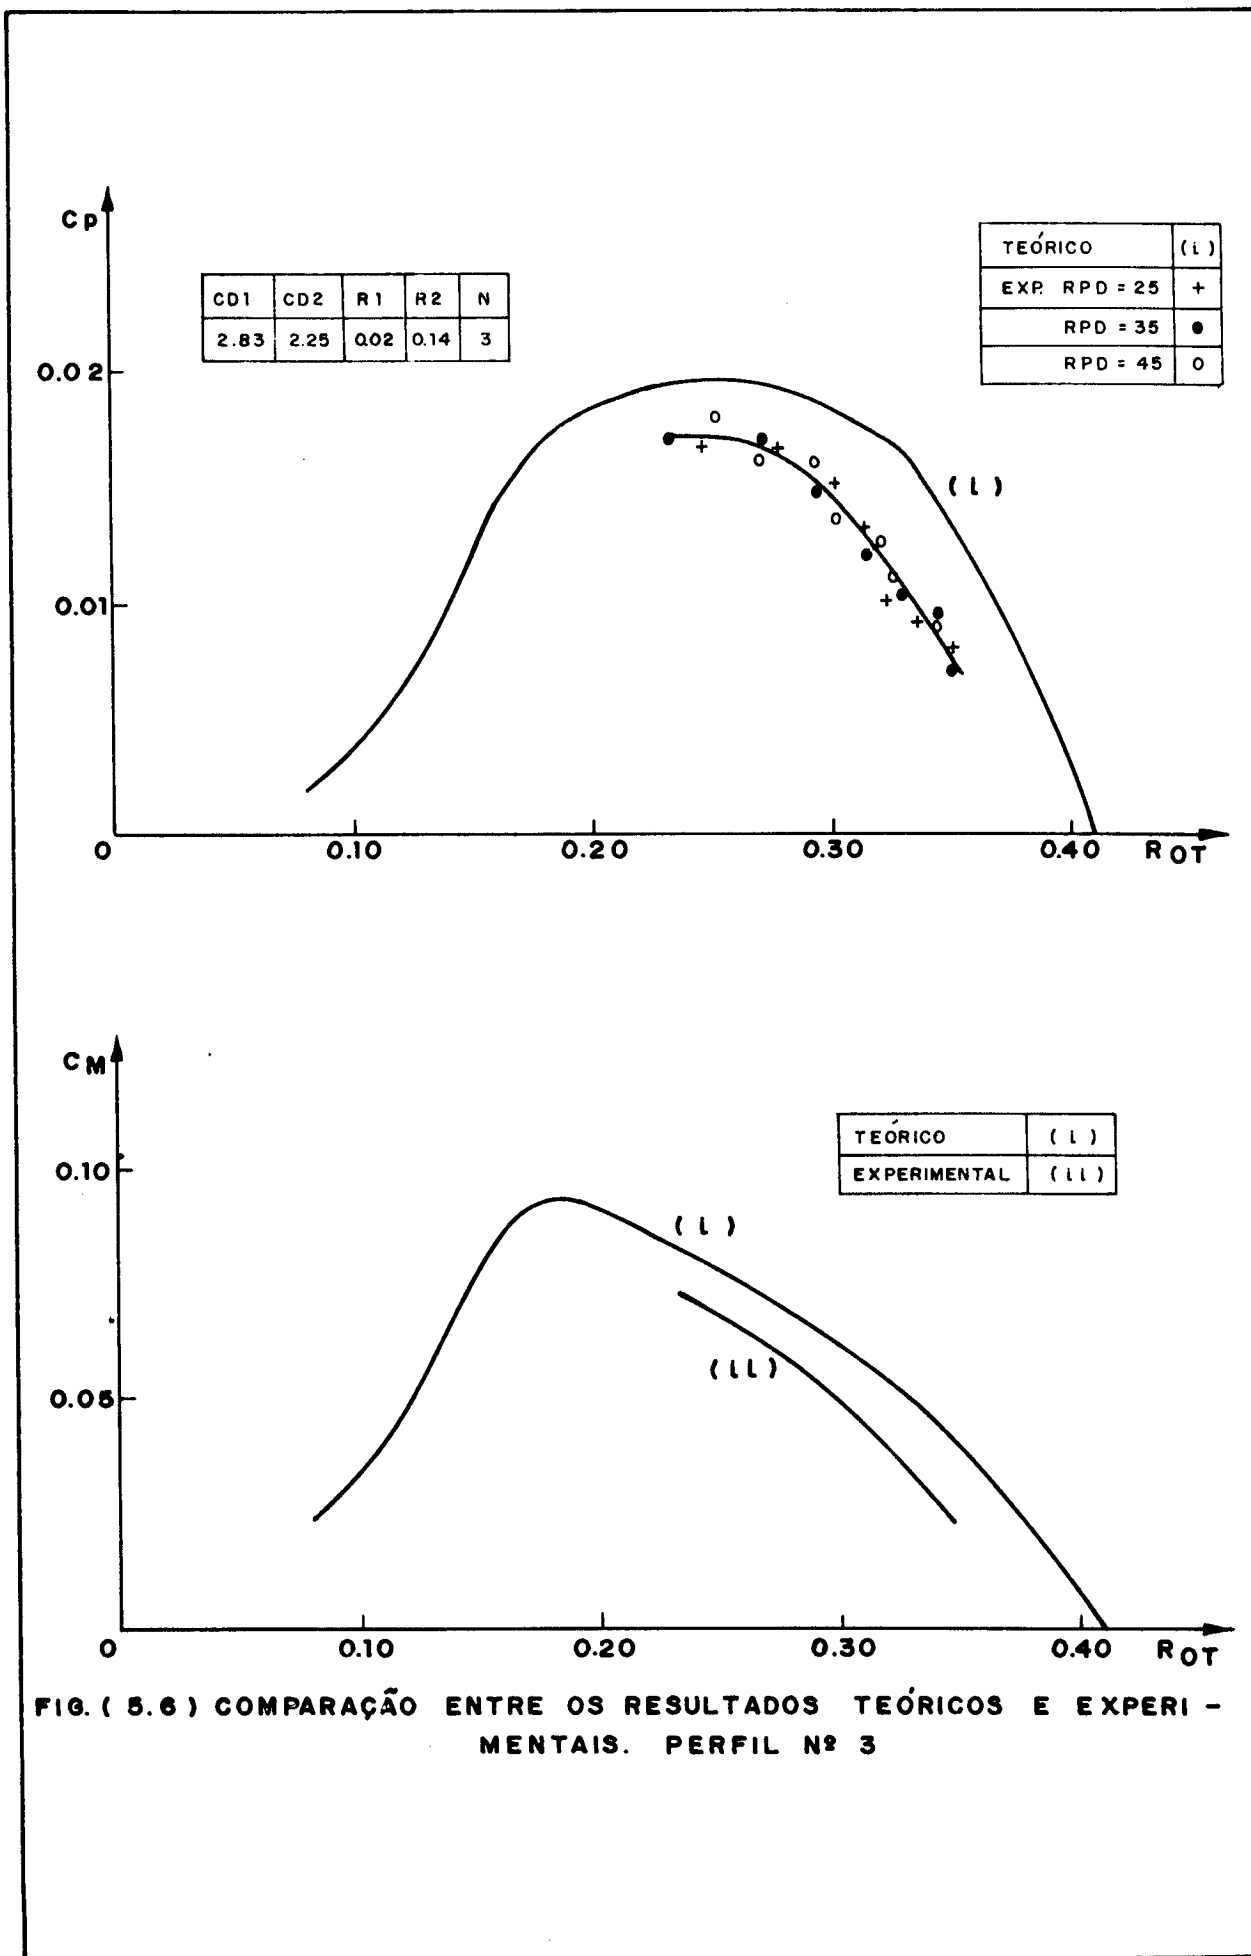 Cp
TEÓRICO (i)
EXP. RPD = 25 +
RPD = 35 ●
RPD = 45 O
CD1 CD2 R1 R2 N
2.83 2.25 0.02 0.14 3
0.02
(i)
0.01
0 0.10 0.20 0.30 0.40 ROT
CM
TEÓRICO (i)
EXPERIMENTAL (ii)
0.10
(i)
(ii)
0.05
0 0.10 0.20 0.30 0.40 ROT
FIG. ( 5.6 ) COMPARAÇÃO ENTRE OS RESULTADOS TEÓRICOS E EXPERI -
MENTAIS. PERFIL Nº 3